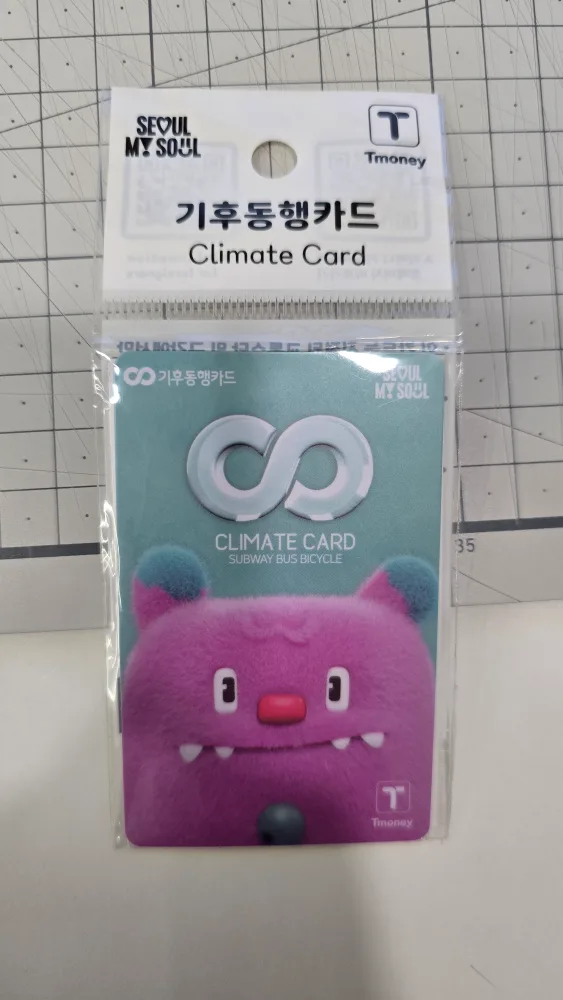 SEOUL
MY SOUL
Tmoney
기후동행카드
Climate Card
기후동행카드
SEOUL
MY SOUL
CLIMATE CARD
SUBWAY BUS BICYCLE
35
Tmoney